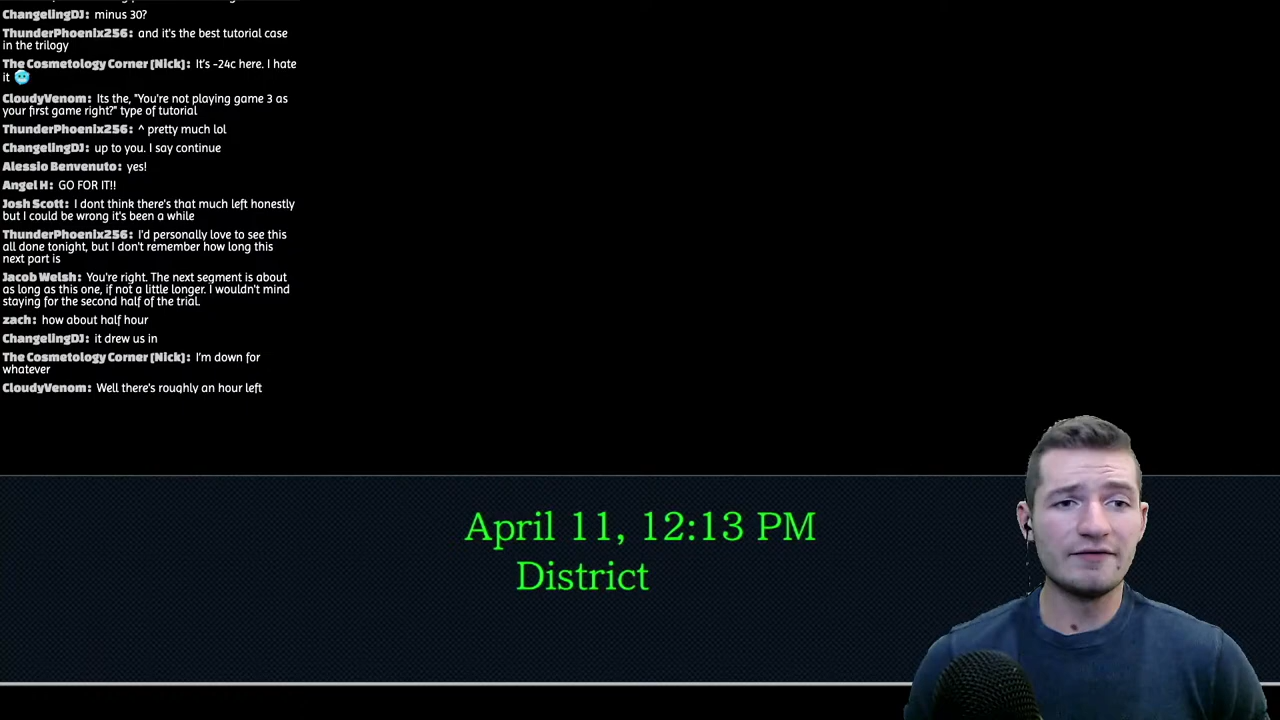 ChangelingDJ: minus 30?
ThunderPhoenix256: and it's the best tutorial case
in the trilogy
The Cosmetology Corner [Nick]: It's -24c here. I hate
it 🥶
CloudyVenom: Its the, "You're not playing game 3 as
your first game right?" type of tutorial
ThunderPhoenix256: ^ pretty much lol
ChangelingDJ: up to you. I say continue
Alessio Benvenuto: yes!
Angel H: GO FOR IT!!
Josh Scott: I dont think there's that much left honestly
but I could be wrong it's been a while
ThunderPhoenix256: I'd personally love to see this
all done tonight, but I don't remember how long this
next part is
Jacob Welsh: You're right. The next segment is about
as long as this one, if not a little longer. I wouldn't mind
staying for the second half of the trial.
zach: how about half hour
ChangelingDJ: it drew us in
The Cosmetology Corner [Nick]: I'm down for
whatever
CloudyVenom: Well there's roughly an hour left
April 11, 12:13 PM
District